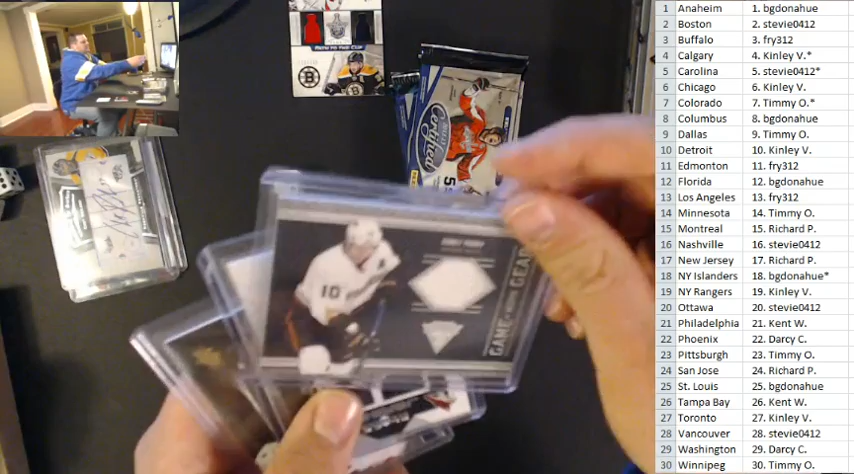 PATH TO THE CUP
Certified
10
GAME GEAR
1 Anaheim 1. bgdonahue
2 Boston 2. stevie0412
3 Buffalo 3. fry312
4 Calgary 4. Kinley V.*
5 Carolina 5. stevie0412*
6 Chicago 6. Kinley V.
7 Colorado 7. Timmy O.*
8 Columbus 8. bgdonahue
9 Dallas 9. Timmy O.
10 Detroit 10. Kinley V.
11 Edmonton 11. fry312
12 Florida 12. bgdonahue
13 Los Angeles 13. fry312
14 Minnesota 14. Timmy O.
15 Montreal 15. Richard P.
16 Nashville 16. stevie0412
17 New Jersey 17. Richard P.
18 NY Islanders 18. bgdonahue*
19 NY Rangers 19. Kinley V.
20 Ottawa 20. stevie0412
21 Philadelphia 21. Kent W.
22 Phoenix 22. Darcy C.
23 Pittsburgh 23. Timmy O.
24 San Jose 24. Richard P.
25 St. Louis 25. bgdonahue
26 Tampa Bay 26. Kent W.
27 Toronto 27. Kinley V.
28 Vancouver 28. stevie0412
29 Washington 29. Darcy C.
30 Winnipeg 30. Timmy O.